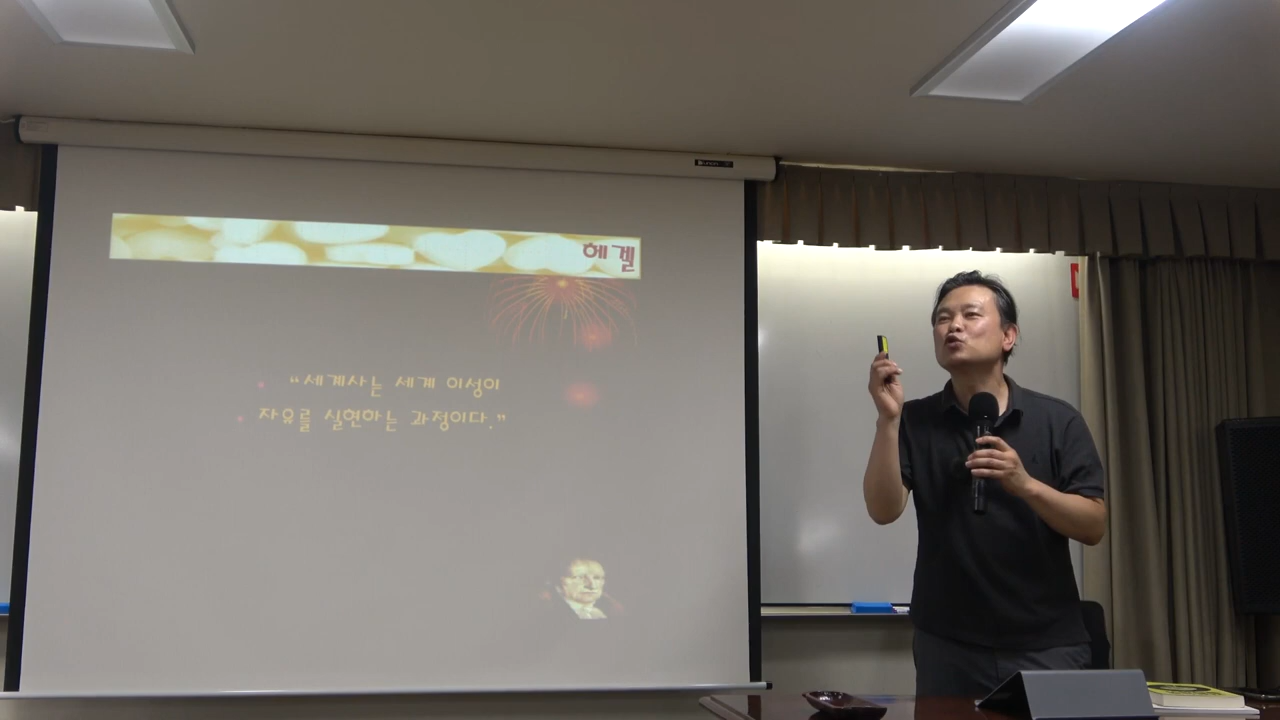 헤겔
“세계사는 세계 이성이
자유를 실현하는 과정이다.”